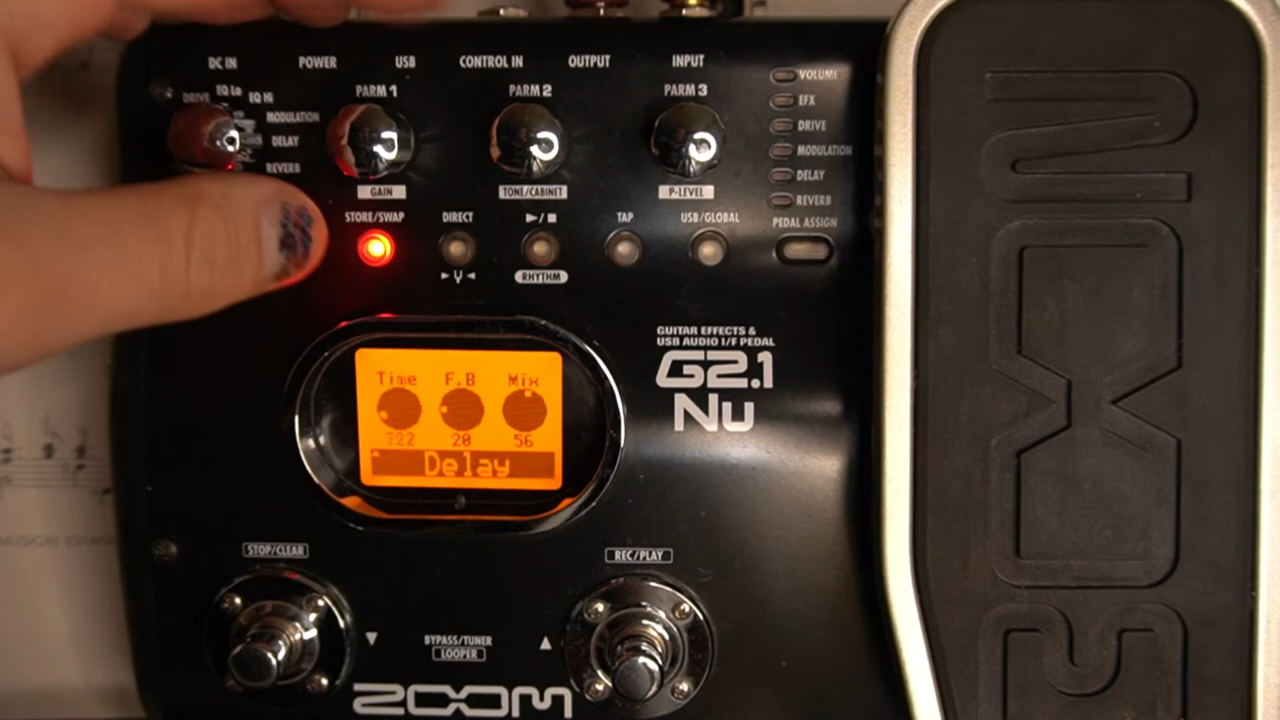 DC IN POWER USB CONTROL IN OUTPUT INPUT
DRIVE EQ Lo EQ Hi MODULATION DELAY REVERB
PARM 1 PARM 2 PARM 3
GAIN TONE/CABINET P-LEVEL
VOLUME
EFX
DRIVE
MODULATION
DELAY
REVERB
PEDAL ASSIGN
STORE/SWAP DIRECT ►/■ TAP USB/GLOBAL
RHYTHM
GUITAR EFFECTS &
USB AUDIO I/F PEDAL
G2.1
Nu
Time F.B Mix
20 56
Delay
STOP/CLEAR REC/PLAY
▼ BYPASS/TUNER ▲
LOOPER
ZOOM
ZOOM